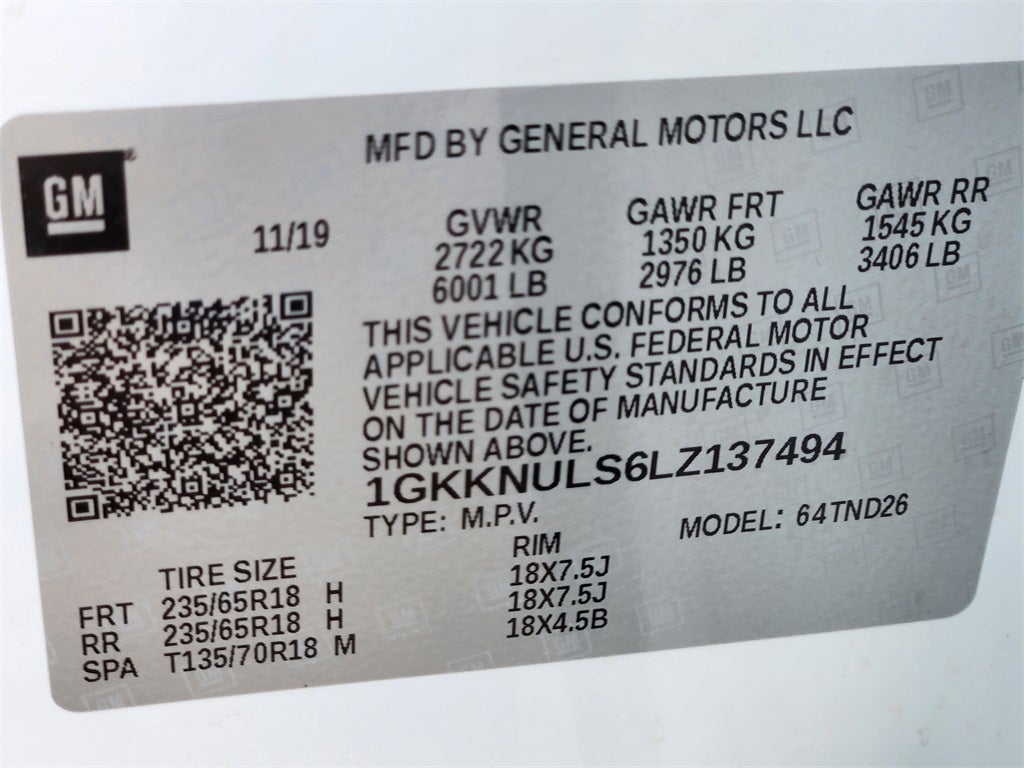 GM
MFD BY GENERAL MOTORS LLC
11/19
GVWR GAWR FRT GAWR RR
2722 KG 1350 KG 1545 KG
6001 LB 2976 LB 3406 LB
THIS VEHICLE CONFORMS TO ALL
APPLICABLE U.S. FEDERAL MOTOR
VEHICLE SAFETY STANDARDS IN EFFECT
ON THE DATE OF MANUFACTURE
SHOWN ABOVE.
1GKKNULS6LZ137494
TYPE: M.P.V. MODEL: 64TND26
TIRE SIZE RIM
FRT 235/65R18 H 18X7.5J
RR 235/65R18 H 18X7.5J
SPA T135/70R18 M 18X4.5B